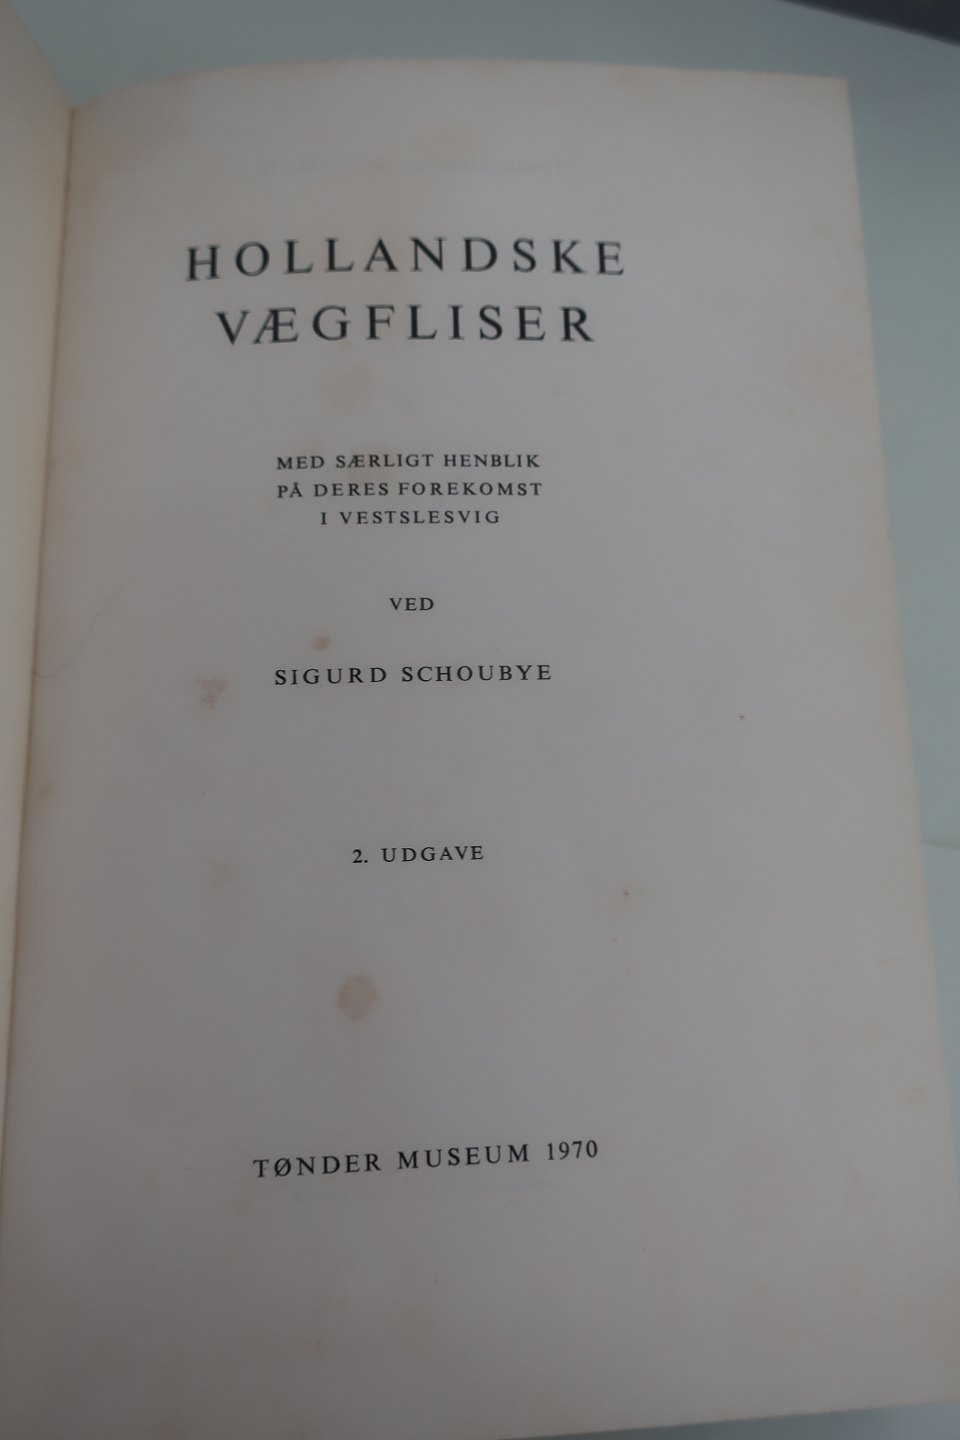 HOLLANDSKE
VÆGFLISER
MED SÆRLIGT HENBLIK
PÅ DERES FOREKOMST
I VESTSLESVIG
VED
SIGURD SCHOUBYE
2. UDGAVE
TØNDER MUSEUM 1970